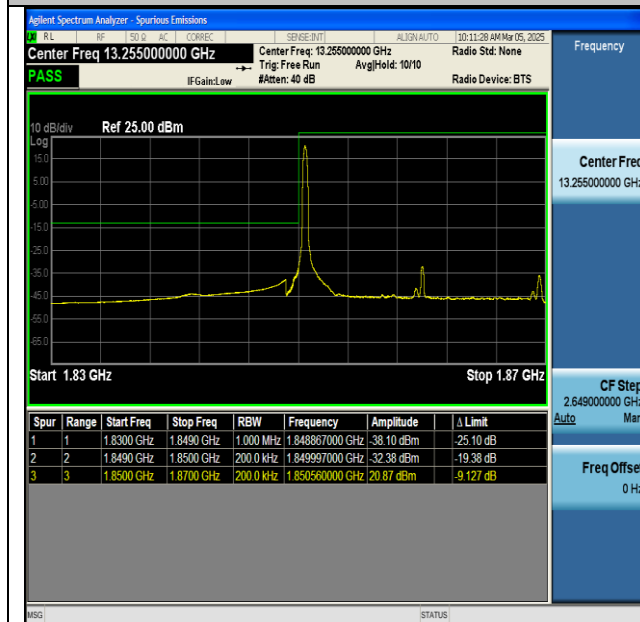 Agilent Spectrum Analyzer - Spurious Emissions
RL RF 50 Ω AC CORREC SENSE:INT ALIGN AUTO 10:11:28 AM Mar 05, 2025
Center Freq 13.255000000 GHz
Center Freq: 13.255000000 GHz
Radio Std: None
Trig: Free Run Avg|Hold: 10/10
PASS
IFGain:Low
#Atten: 40 dB
Radio Device: BTS
10 dB/div Ref 25.00 dBm
Log
15.0
5.00
-5.00
-15.0
-25.0
-35.0
-45.0
-55.0
-65.0
Start 1.83 GHz Stop 1.87 GHz
Spur Range Start Freq Stop Freq RBW Frequency Amplitude Δ Limit
1 1 1.8300 GHz 1.8490 GHz 1.000 MHz 1.848867000 GHz -38.10 dBm -25.10 dB
2 2 1.8490 GHz 1.8500 GHz 200.0 kHz 1.849997000 GHz -32.38 dBm -19.38 dB
3 3 1.8500 GHz 1.8700 GHz 200.0 kHz 1.850560000 GHz 20.87 dBm -9.127 dB
MSG STATUS
Frequency
Center Freq
13.255000000 GHz
CF Step
2.649000000 GHz
Auto Man
Freq Offset
0 Hz